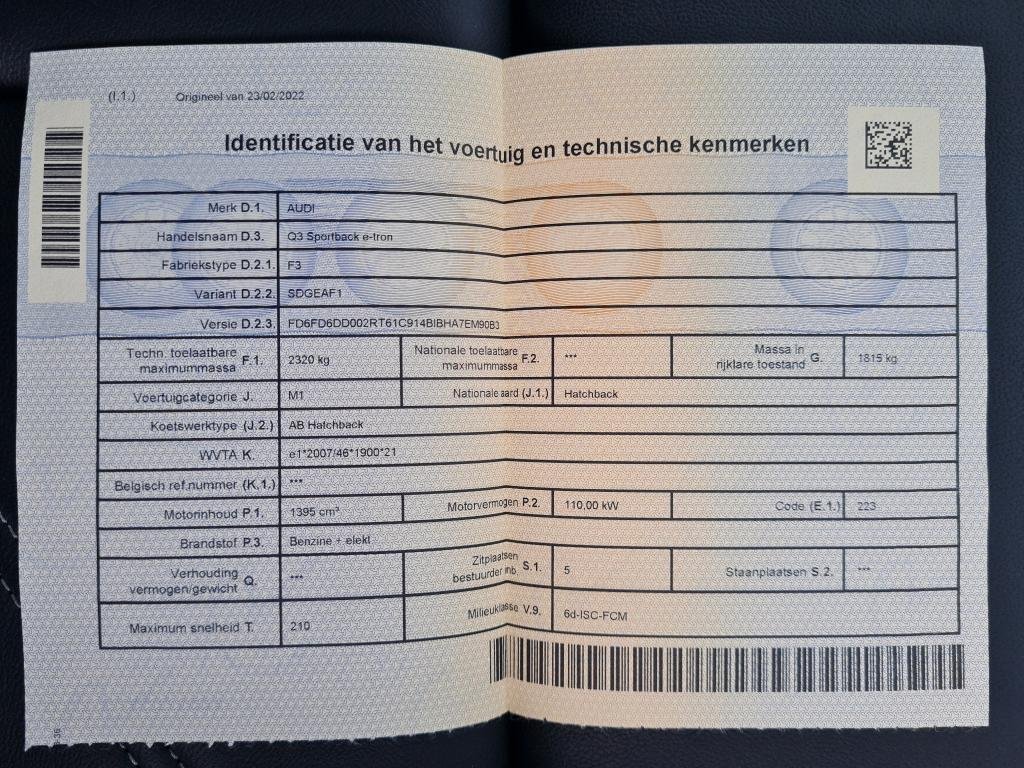 (I.1.) Origineel van 23/02/2022
Identificatie van het voertuig en technische kenmerken
Merk D.1. AUDI
Handelsnaam D.3. Q3 Sportback e-tron
Fabriekstype D.2.1. F3
Variant D.2.2. SDGEAF1
Versie D.2.3. FD6FD6DD002RT61C914BIBHA7EM90B3
Techn. toelaatbare maximummassa F.1. 2320 kg Nationale toelaatbare maximummassa F.2. *** Massa in rijklare toestand G. 1815 kg
Voertuigcategorie J. M1 Nationale aard (J.1.) Hatchback
Koetswerktype (J.2.) AB Hatchback
WVTA K. e1*2007/46*1900*21
Belgisch ref.nummer (K.1.) ***
Motorinhoud P.1. 1395 cm³ Motorvermogen P.2. 110,00 kW Code (E.1.) 223
Brandstof P.3. Benzine + elekt
Verhouding vermogen/gewicht Q. *** Zitplaatsen bestuurder inb. S.1. 5 Staanplaatsen S.2. ***
Maximum snelheid T. 210 Milieuklasse V.9. 6d-ISC-FCM